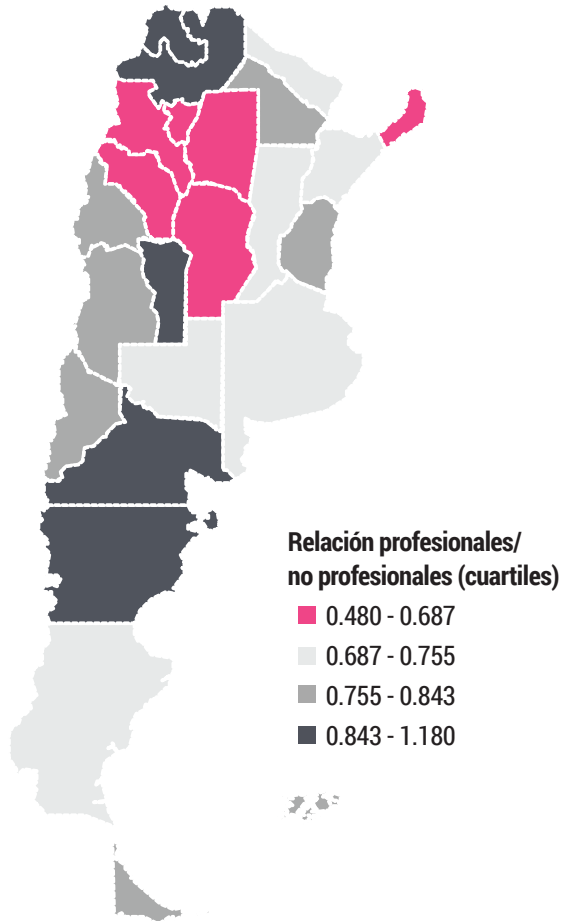 Relación profesionales/
no profesionales (cuartiles)
0.480 - 0.687
0.687 - 0.755
0.755 - 0.843
0.843 - 1.180